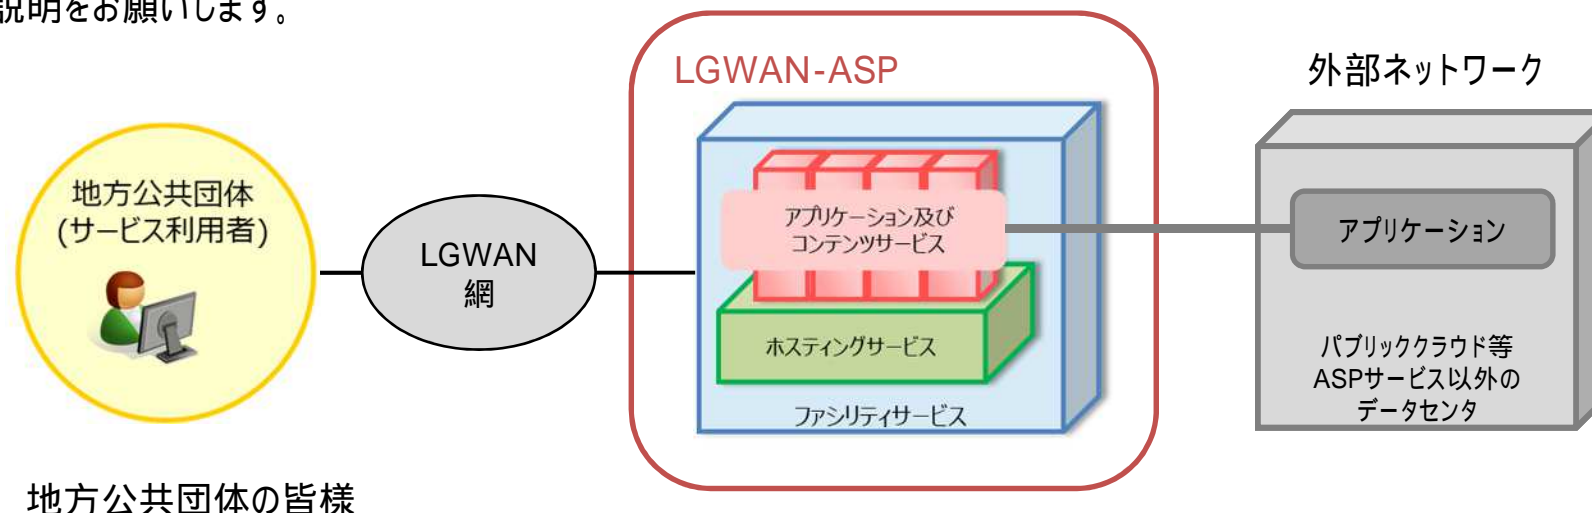 説明をお願いします。
LGWAN-ASP
外部ネットワーク
地方公共団体
(サービス利用者)
LGWAN
網
アプリケーション及び
コンテンツサービス
ホスティングサービス
ファシリティサービス
アプリケーション
パブリッククラウド等
ASPサービス以外の
データセンタ
地方公共団体の皆様